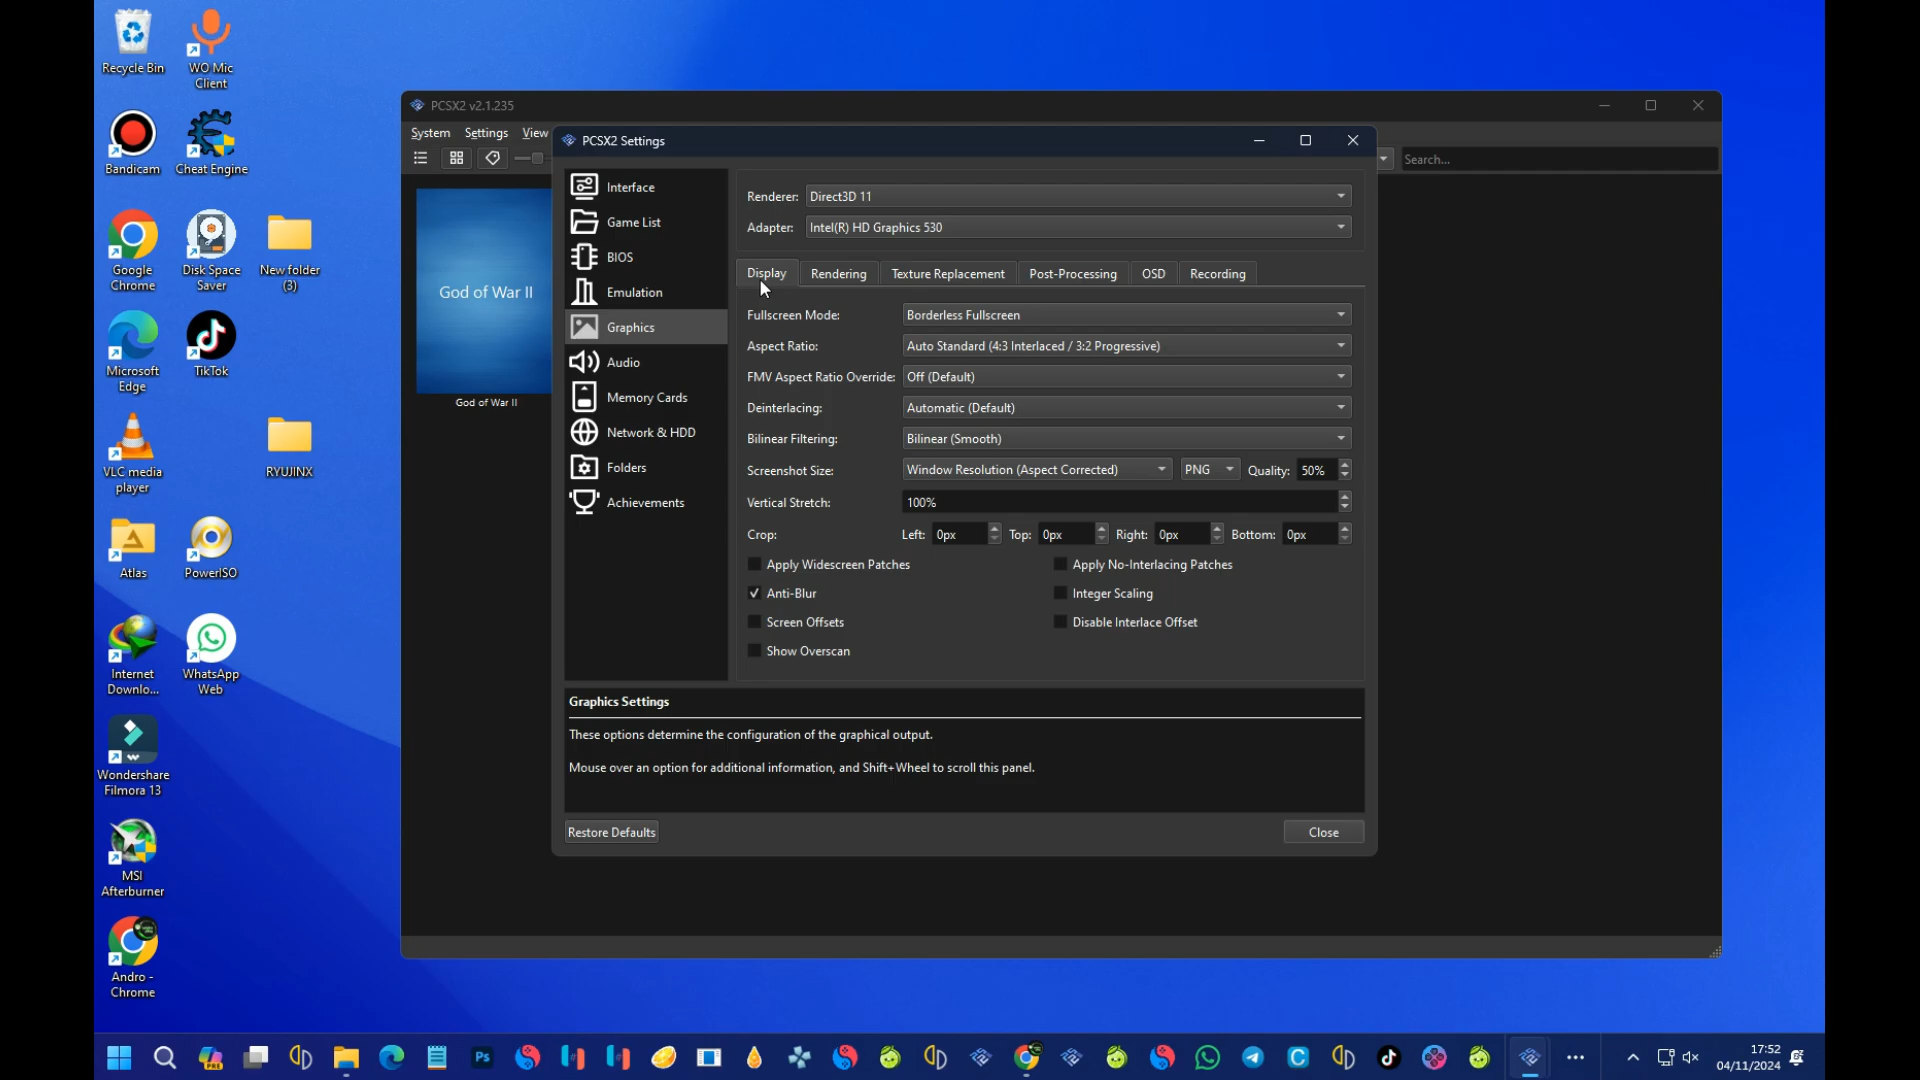 Recycle Bin
WO Mic
Client
Bandicam
Cheat Engine
Google
Chrome
Disk Space
Saver
New folder
(3)
Microsoft
Edge
TikTok
VLC media
player
RYUJINX
Atlas
PowerISO
Internet
Downlo...
WhatsApp
Web
Wondershare
Filmora 13
MSI
Afterburner
Andro -
Chrome
PCSX2 v2.1.235
System Settings View
Search...
God of War II
God of War II
PCSX2 Settings
Interface
Game List
BIOS
Emulation
Graphics
Audio
Memory Cards
Network & HDD
Folders
Achievements
Renderer: Direct3D 11
Adapter: Intel(R) HD Graphics 530
Display Rendering Texture Replacement Post-Processing OSD Recording
Fullscreen Mode: Borderless Fullscreen
Aspect Ratio: Auto Standard (4:3 Interlaced / 3:2 Progressive)
FMV Aspect Ratio Override: Off (Default)
Deinterlacing: Automatic (Default)
Bilinear Filtering: Bilinear (Smooth)
Screenshot Size: Window Resolution (Aspect Corrected) PNG Quality: 50%
Vertical Stretch: 100%
Crop: Left: 0px Top: 0px Right: 0px Bottom: 0px
Apply Widescreen Patches Apply No-Interlacing Patches
Anti-Blur Integer Scaling
Screen Offsets Disable Interlace Offset
Show Overscan
Graphics Settings
These options determine the configuration of the graphical output.
Mouse over an option for additional information, and Shift+Wheel to scroll this panel.
Restore Defaults Close
PRE
Ps
C
17:52
04/11/2024